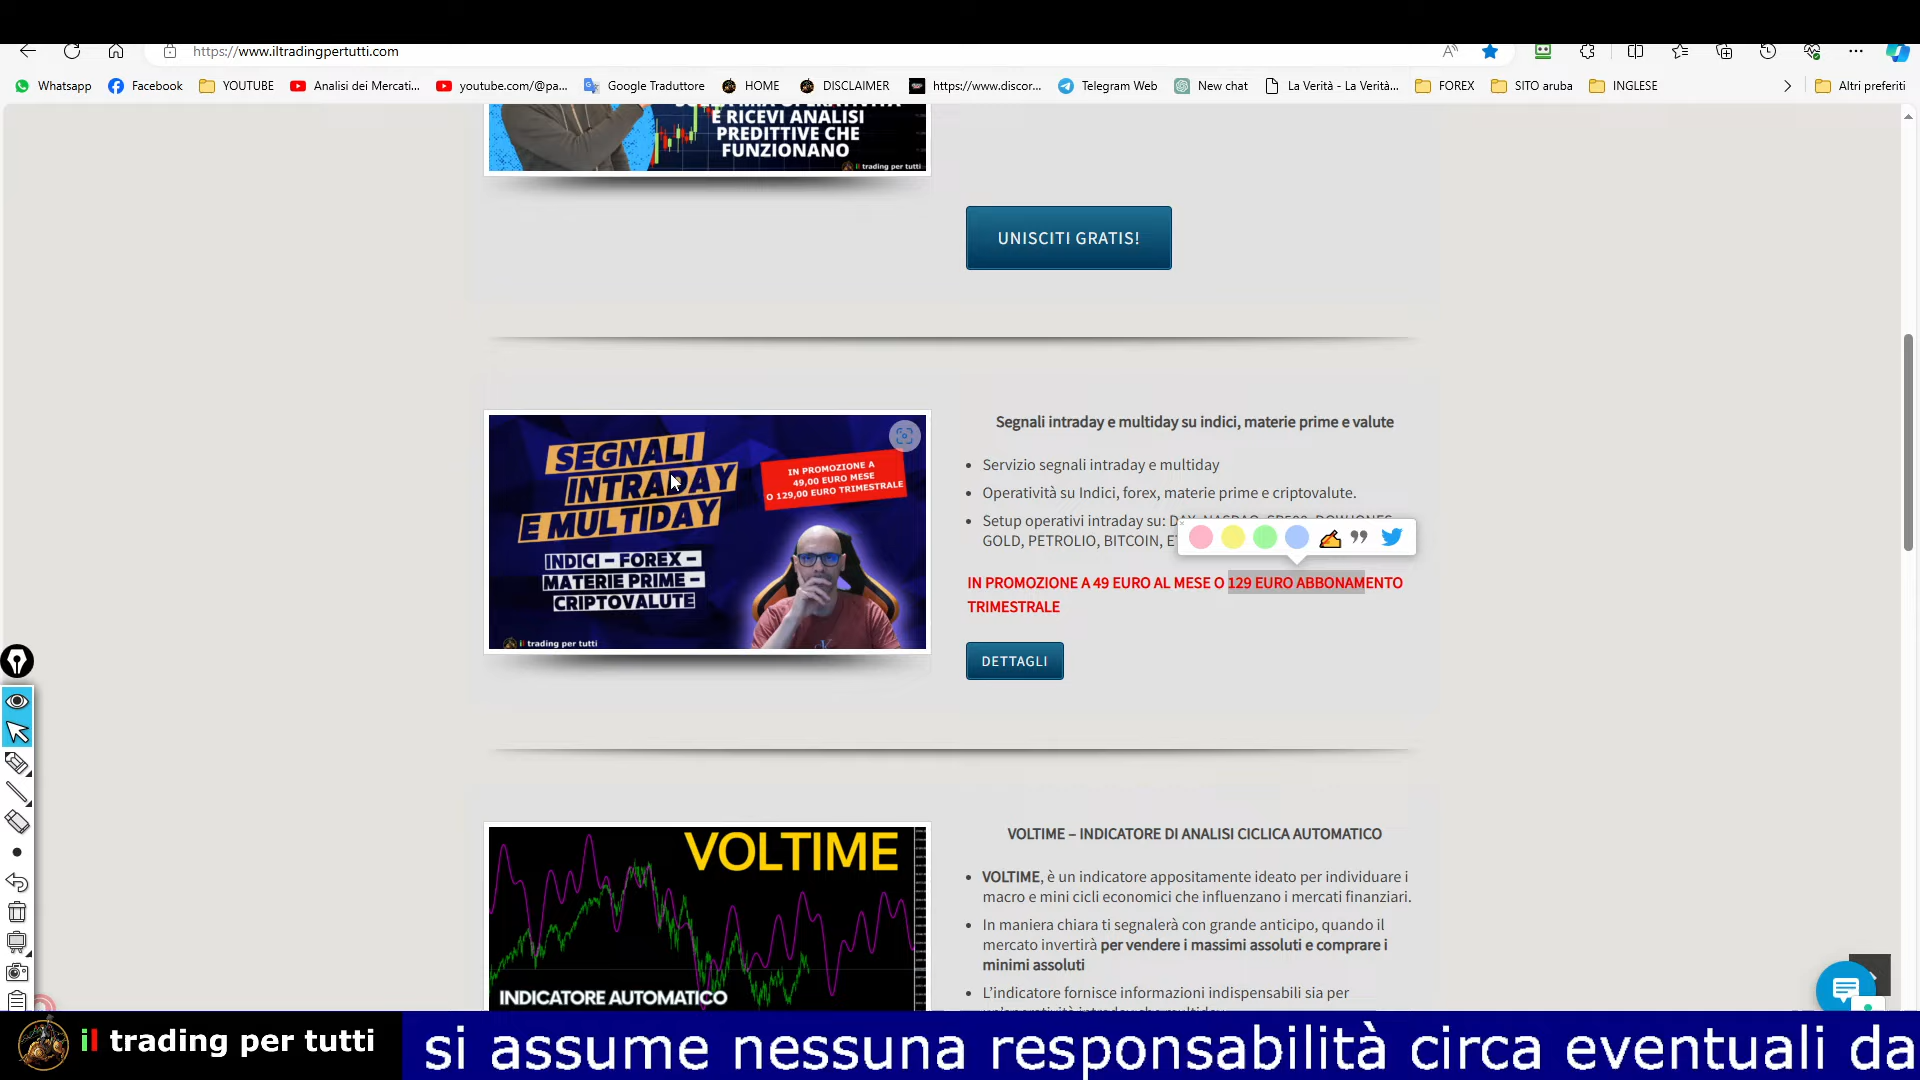 https://www.iltradingpertutti.com
Whatsapp
Facebook
YOUTUBE
Analisi dei Mercati...
youtube.com/@pa...
Google Traduttore
HOME
DISCLAIMER
https://www.discor...
Telegram Web
New chat
La Verità - La Verità...
FOREX
SITO aruba
INGLESE
Altri preferiti
E RICEVI ANALISI
PREDITTIVE CHE
FUNZIONANO
il trading per tutti
UNISCITI GRATIS!
SEGNALI
INTRADAY
E MULTIDAY
IN PROMOZIONE A
49,00 EURO MESE
O 129,00 EURO TRIMESTRALE
INDICI – FOREX –
MATERIE PRIME –
CRIPTOVALUTE
il trading per tutti
Segnali intraday e multiday su indici, materie prime e valute
Servizio segnali intraday e multiday
Operatività su Indici, forex, materie prime e criptovalute.
Setup operativi intraday su:
GOLD, PETROLIO, BITCOIN,
IN PROMOZIONE A 49 EURO AL MESE O 129 EURO ABBONAMENTO
TRIMESTRALE
DETTAGLI
VOLTIME
INDICATORE AUTOMATICO
VOLTIME – INDICATORE DI ANALISI CICLICA AUTOMATICO
VOLTIME, è un indicatore appositamente ideato per individuare i
macro e mini cicli economici che influenzano i mercati finanziari.
In maniera chiara ti segnalerà con grande anticipo, quando il
mercato invertirà per vendere i massimi assoluti e comprare i
minimi assoluti
L'indicatore fornisce informazioni indispensabili sia per
il trading per tutti
si assume nessuna responsabilità circa eventuali da